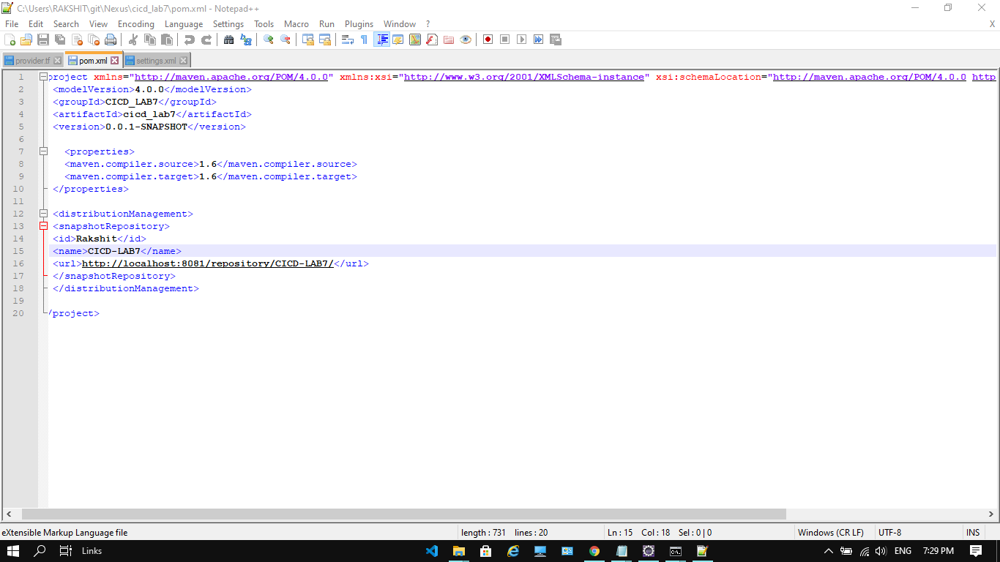 C:\Users\RAKSHIT\git\Nexus\cicd_lab7\pom.xml - Notepad++
File Edit Search View Encoding Language Settings Tools Macro Run Plugins Window ? X
provider.tf pom.xml settings.xml
1 project xmlns="http://maven.apache.org/POM/4.0.0" xmlns:xsi="http://www.w3.org/2001/XMLSchema-instance" xsi:schemaLocation="http://maven.apache.org/POM/4.0.0 http
2 <modelVersion>4.0.0</modelVersion>
3 <groupId>CICD_LAB7</groupId>
4 <artifactId>cicd_lab7</artifactId>
5 <version>0.0.1-SNAPSHOT</version>
6
7 <properties>
8 <maven.compiler.source>1.6</maven.compiler.source>
9 <maven.compiler.target>1.6</maven.compiler.target>
10 </properties>
11
12 <distributionManagement>
13 <snapshotRepository>
14 <id>Rakshit</id>
15 <name>CICD-LAB7</name>
16 <url>http://localhost:8081/repository/CICD-LAB7/</url>
17 </snapshotRepository>
18 </distributionManagement>
19
20 /project>
eXtensible Markup Language file length : 731 lines : 20 Ln : 15 Col : 18 Sel : 0 | 0 Windows (CR LF) UTF-8 INS
Links ENG 7:29 PM